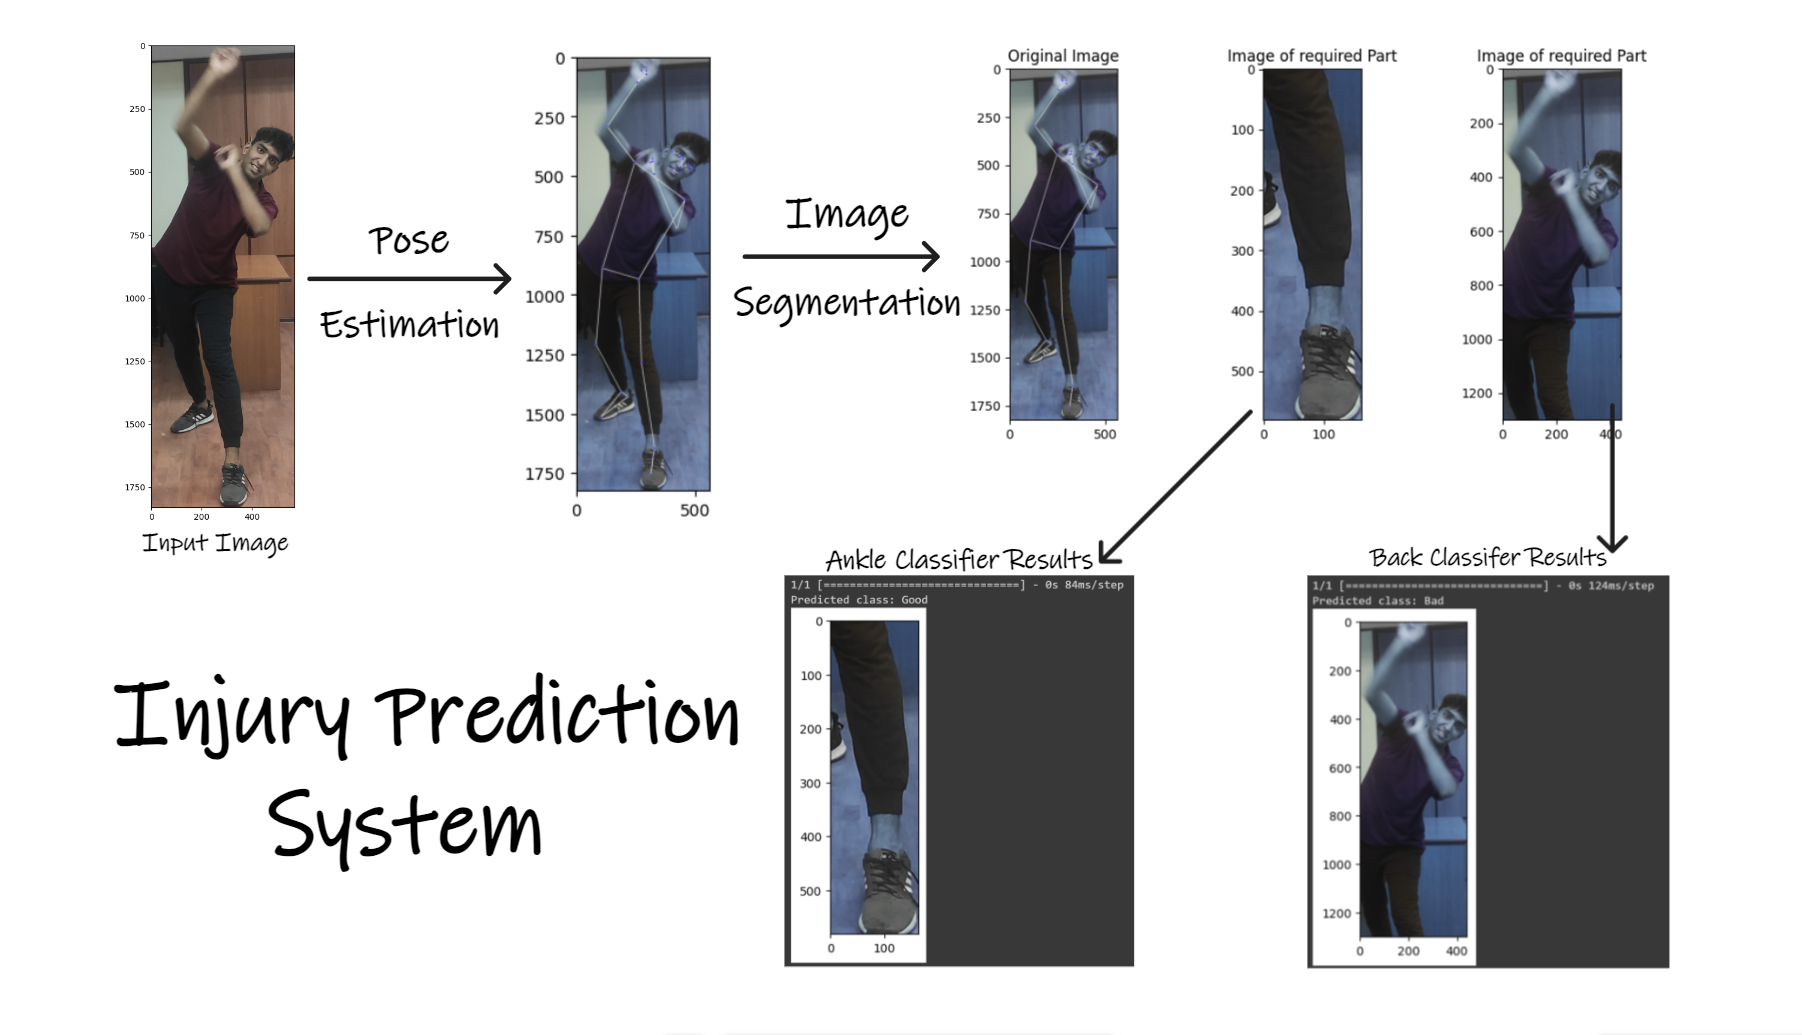 0
250
500
750
1000
1250
1500
1750
0 200 400
Input Image
Pose
Estimation
0
250
500
750
1000
1250
1500
1750
0 500
Image
Segmentation
Original Image
0
250
500
750
1000
1250
1500
1750
0 500
Image of required Part
0
100
200
300
400
500
0 100
Image of required Part
0
200
400
600
800
1000
1200
0 200 400
Ankle Classifier Results
1/1 [==============================] - 0s 84ms/step
Predicted class: Good
0
100
200
300
400
500
0 100
Back Classifer Results
1/1 [==============================] - 0s 124ms/step
Predicted class: Bad
0
200
400
600
800
1000
1200
0 200 400
Injury Prediction
System